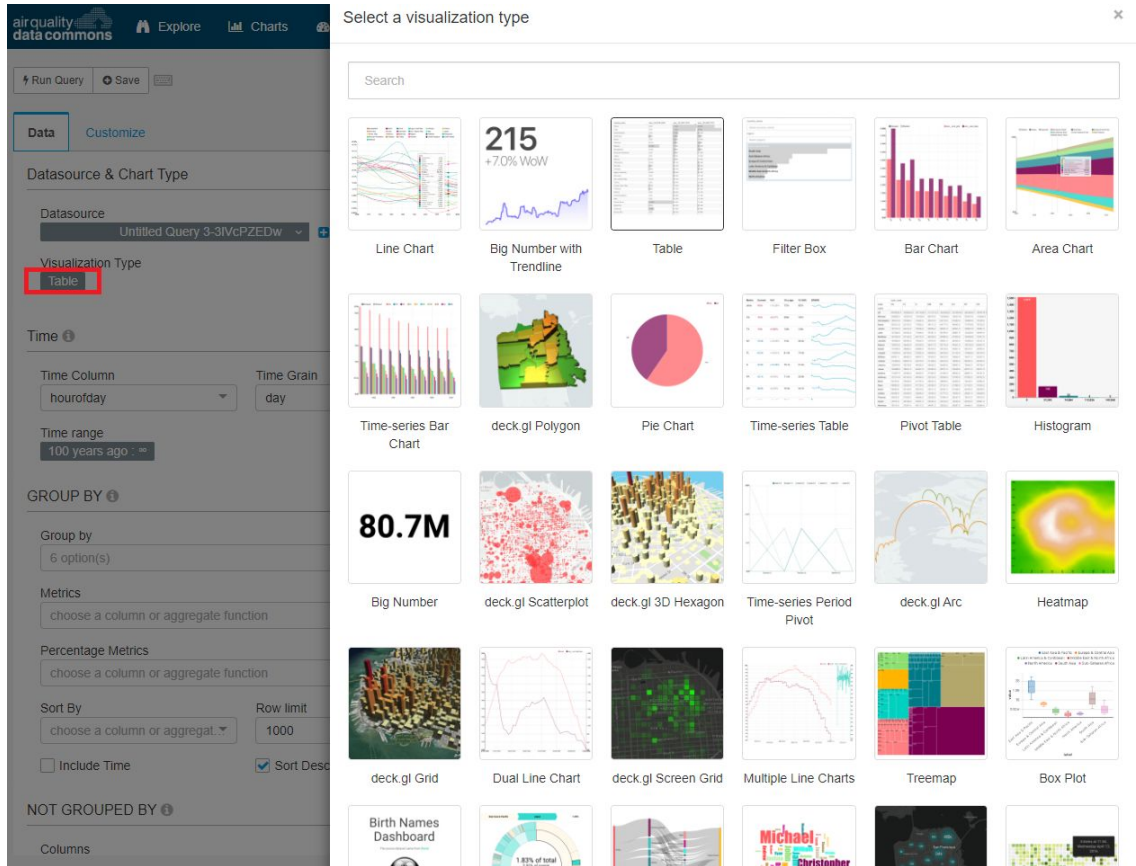 air quality
data commons
Explore
Charts
Run Query
Save
Data
Customize
Datasource & Chart Type
Datasource
Untitled Query 3-3lVcPZEDw
Visualization Type
Table
Time
Time Column
Time Grain
hourofday
day
Time range
100 years ago : ∞
GROUP BY
Group by
6 option(s)
Metrics
choose a column or aggregate function
Percentage Metrics
choose a column or aggregate function
Sort By
Row limit
choose a column or aggregat.
1000
Include Time
Sort Desc
NOT GROUPED BY
Columns
Select a visualization type
×
Search
215
+7.0% WoW
Line Chart
Big Number with
Trendline
Table
Filter Box
Bar Chart
Area Chart
Time-series Bar
Chart
deck.gl Polygon
Pie Chart
Time-series Table
Pivot Table
Histogram
80.7M
Big Number
deck.gl Scatterplot
deck.gl 3D Hexagon
Time-series Period
Pivot
deck.gl Arc
Heatmap
deck.gl Grid
Dual Line Chart
deck.gl Screen Grid
Multiple Line Charts
Treemap
Box Plot
Birth Names
Dashboard
1.83% of total
Michael
Christopher